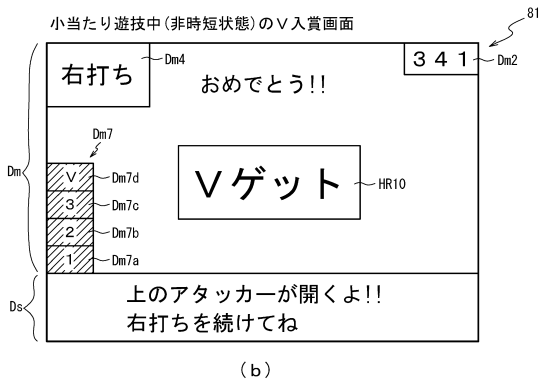 小当たり遊技中(非時短状態)のV入賞画面
81
右打ち
Dm4
おめでとう!!
３４１
Dm2
Dm
Dm7
Vゲット
HR10
V
Dm7d
3
Dm7c
2
Dm7b
1
Dm7a
Ds
上のアタッカーが開くよ!!
右打ちを続けてね
(b)